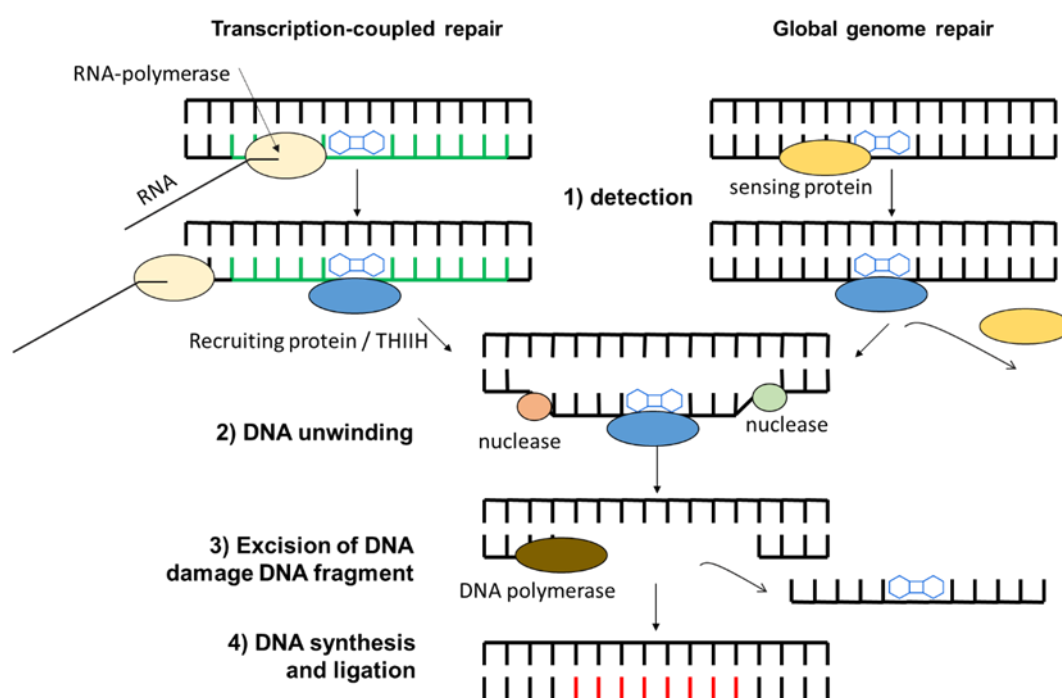 Transcription-coupled repair
Global genome repair
RNA-polymerase
RNA
sensing protein
1) detection
Recruiting protein / THIIH
2) DNA unwinding
nuclease
nuclease
3) Excision of DNA
damage DNA fragment
DNA polymerase
4) DNA synthesis
and ligation